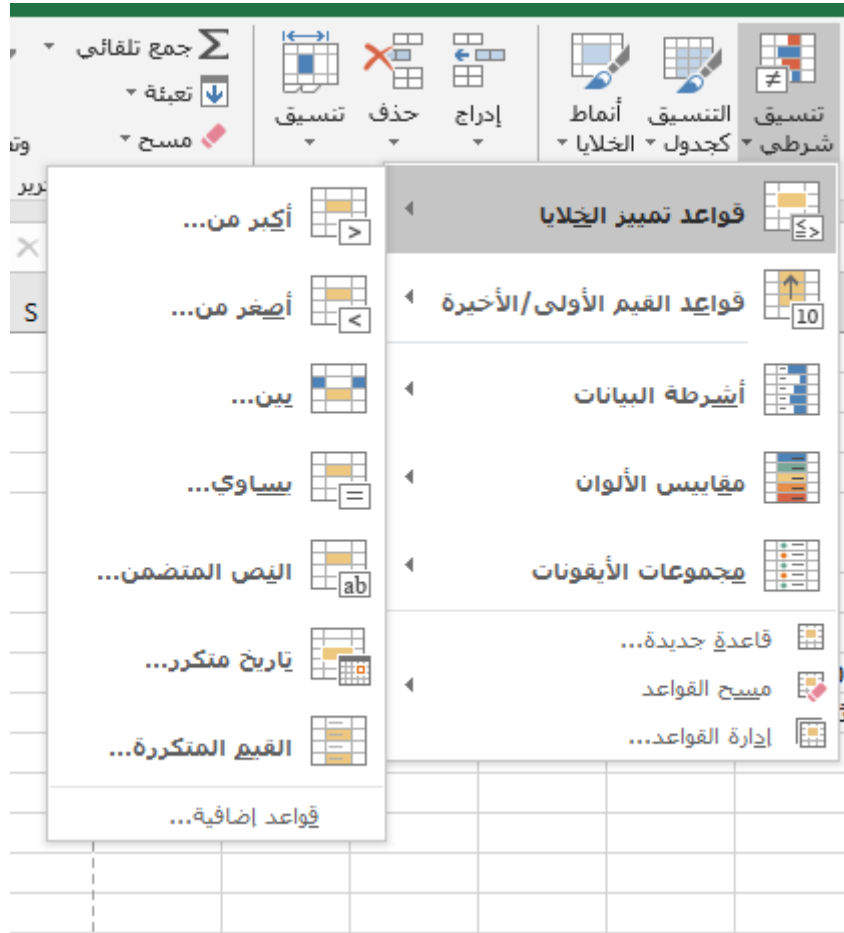 تنسيق شرطي
التنسيق كجدول
أنماط الخلايا
إدراج
حذف
تنسيق
جمع تلقائي
تعبئة
مسح
قواعد تمييز الخلايا
قواعد القيم الأولى/الأخيرة
10
أشرطة البيانات
مقاييس الألوان
مجموعات الأيقونات
قاعدة جديدة...
مسح القواعد
إدارة القواعد...
أكبر من...
أصغر من...
بين...
يساوي...
النص المتضمن...
ab
تاريخ متكرر...
القيم المتكررة...
قواعد إضافية...
S